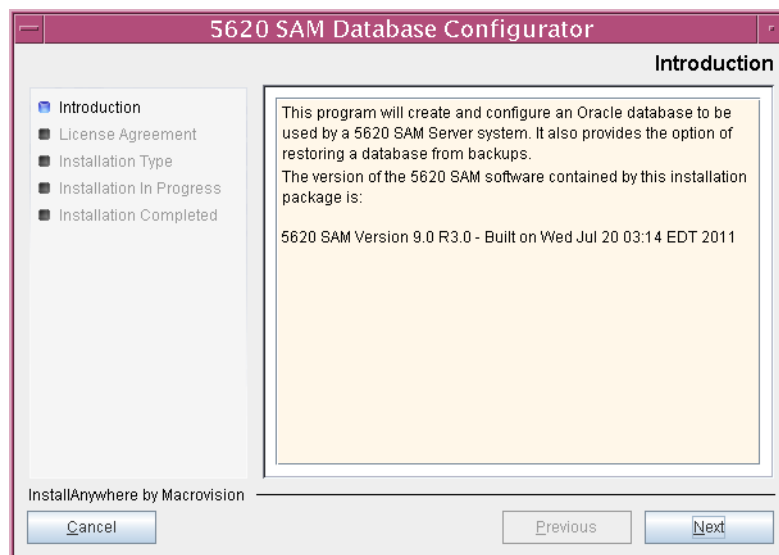 5620 SAM Database Configurator
Introduction
Introduction
License Agreement
Installation Type
Installation In Progress
Installation Completed
This program will create and configure an Oracle database to be
used by a 5620 SAM Server system. It also provides the option of
restoring a database from backups.
The version of the 5620 SAM software contained by this installation
package is:
5620 SAM Version 9.0 R3.0 - Built on Wed Jul 20 03:14 EDT 2011
InstallAnywhere by Macrovision
Cancel
Previous
Next